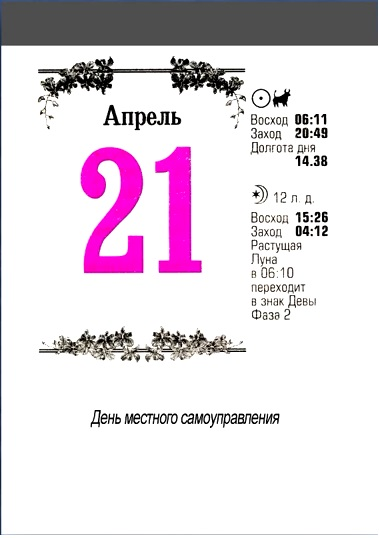 Апрель
21
Восход 06:11
Заход 20:49
Долгота дня
14.38
12 л. д.
Восход 15:26
Заход 04:12
Растущая
Луна
в 06:10
переходит
в знак Девы
Фаза 2
День местного самоуправления